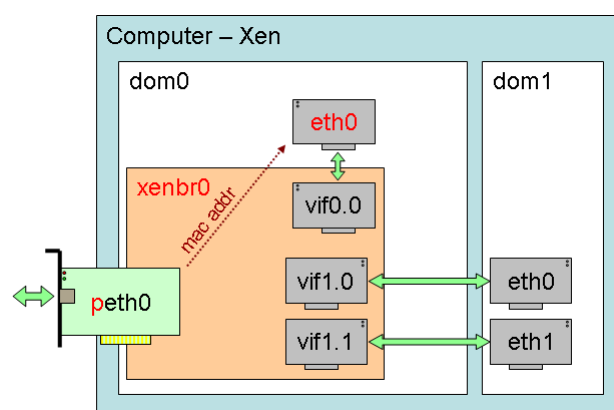 Computer – Xen
dom0
dom1
eth0
xenbr0
mac addr
vif0.0
peth0
vif1.0
eth0
vif1.1
eth1